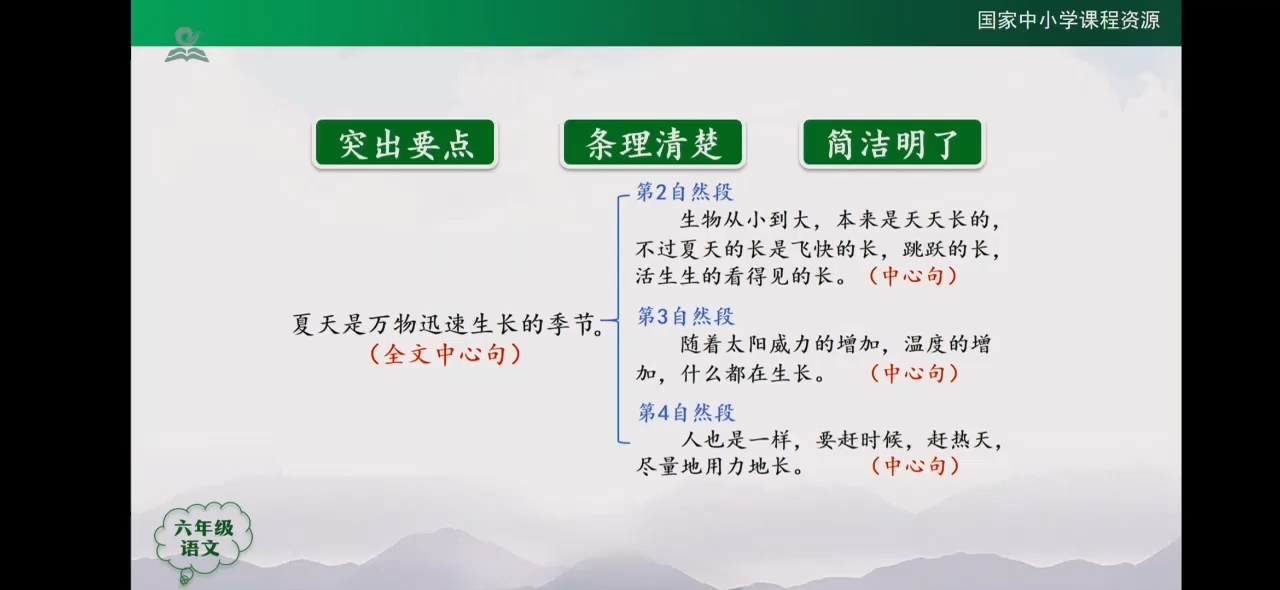 国家中小学课程资源
突出要点
条理清楚
简洁明了
第2自然段
生物从小到大，本来是天天长的，
不过夏天的长是飞快的长，跳跃的长，
活生生的看得见的长。（中心句）
夏天是万物迅速生长的季节。
（全文中心句）
第3自然段
随着太阳威力的增加，温度的增
加，什么都在生长。（中心句）
第4自然段
人也是一样，要赶时候，赶热天，
尽量地用力地长。（中心句）
六年级
语文